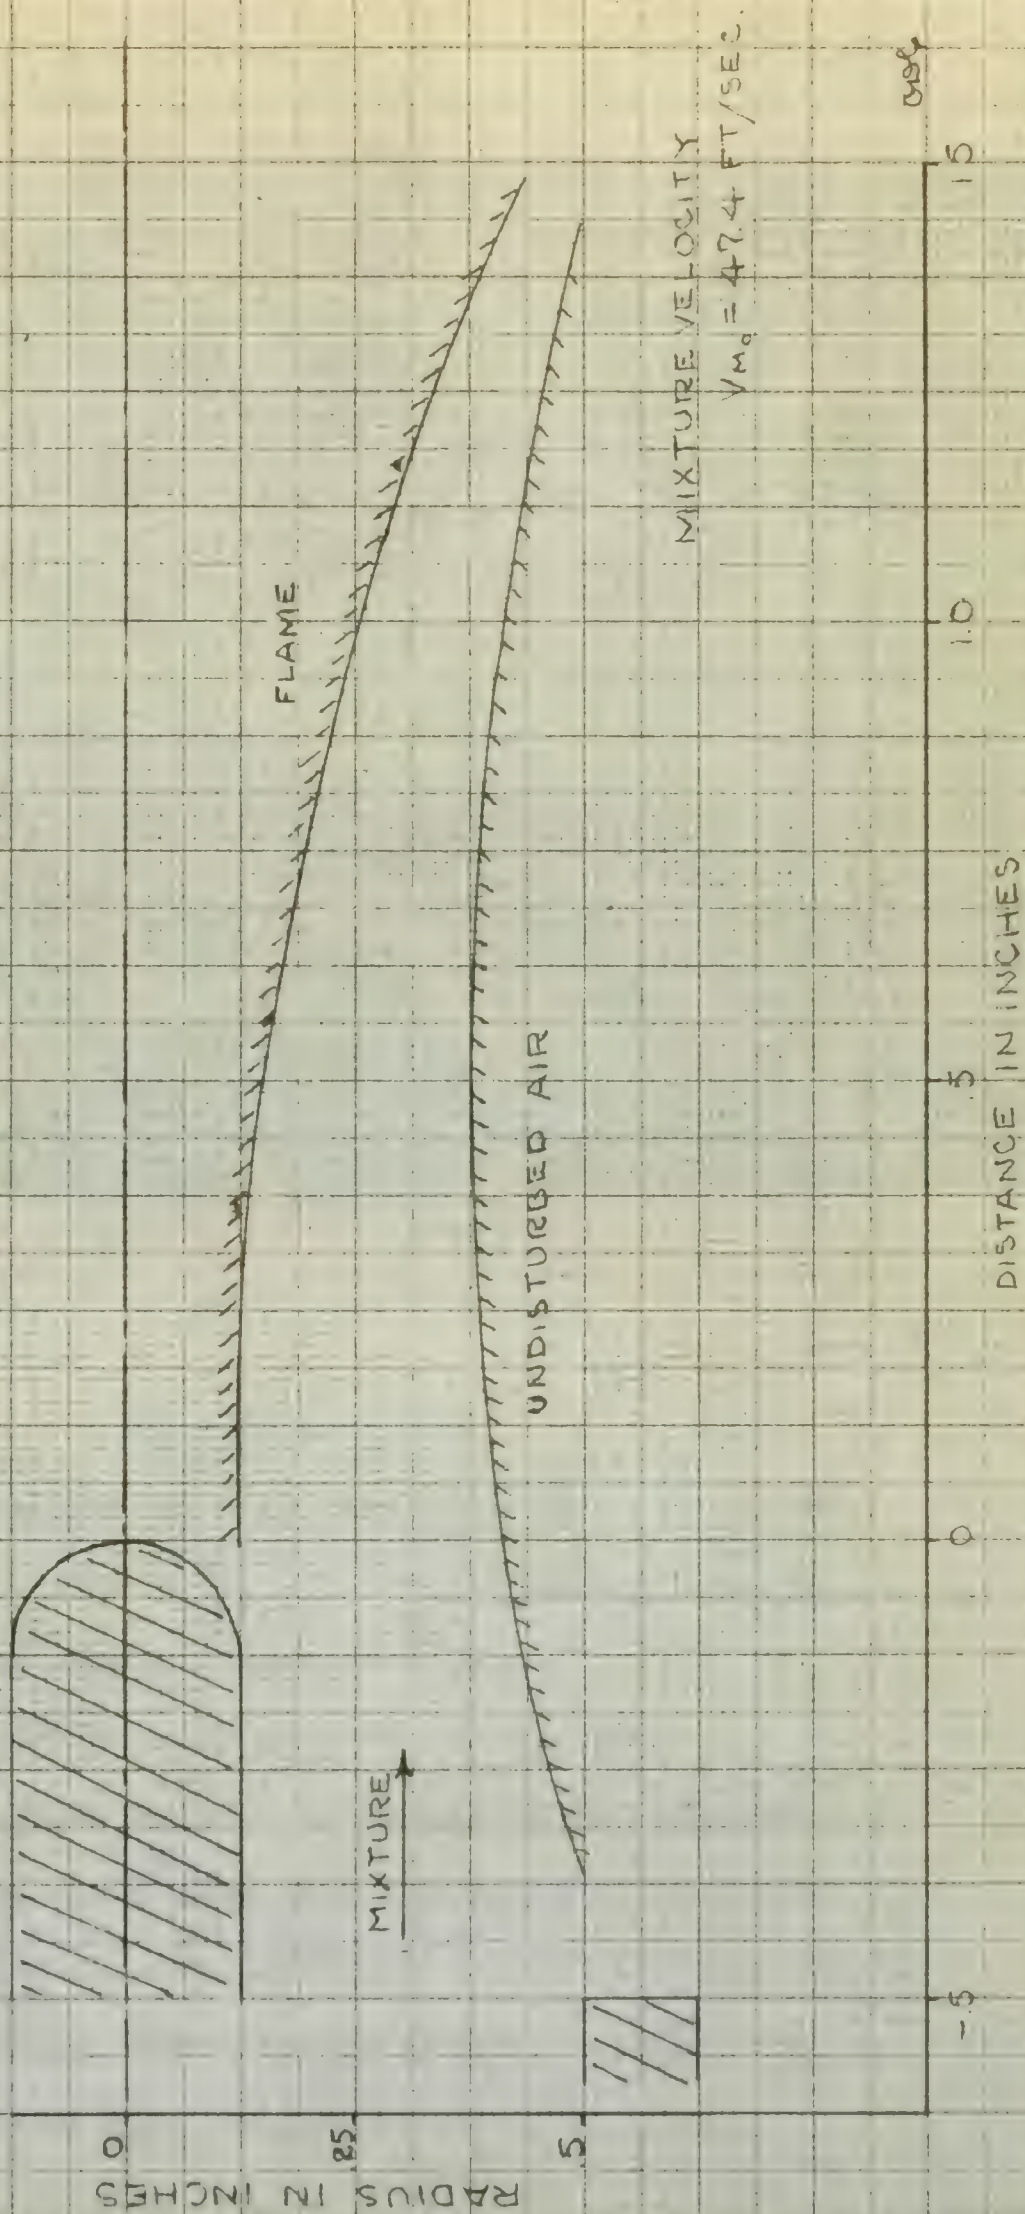 RADIUS IN INCHES
0
.25
.5
MIXTURE
FLAME
UNDISTURBED AIR
MIXTURE VELOCITY
VM₀ = 47.4 FT/SEC.
-.5
0
.5
1.0
1.5
DISTANCE IN INCHES